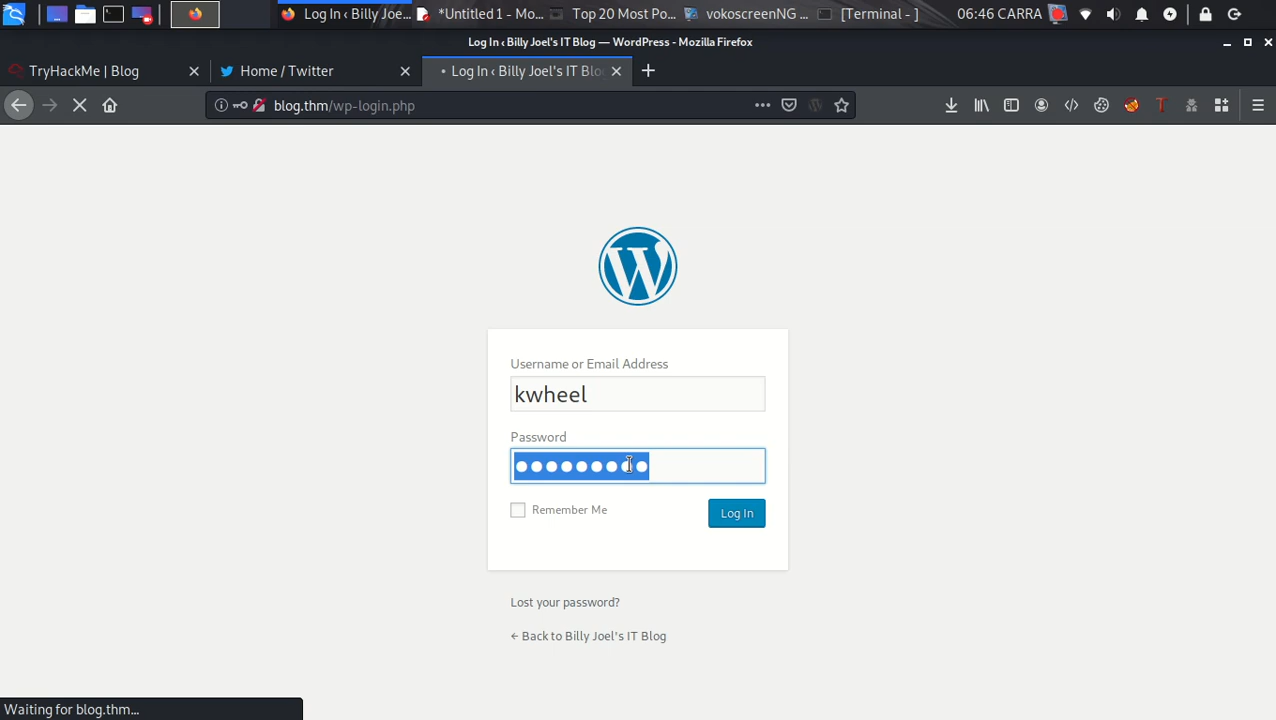 Log In ‹ Billy Joe... *Untitled 1 - Mo... Top 20 Most Po... vokoscreenNG ... [Terminal - ] 06:46 CARRA
Log In ‹ Billy Joel's IT Blog — WordPress - Mozilla Firefox
TryHackMe | Blog Home / Twitter Log In ‹ Billy Joel's IT Blo
blog.thm/wp-login.php
Username or Email Address
kwheel
Password
Remember Me Log In
Lost your password?
← Back to Billy Joel's IT Blog
Waiting for blog.thm...